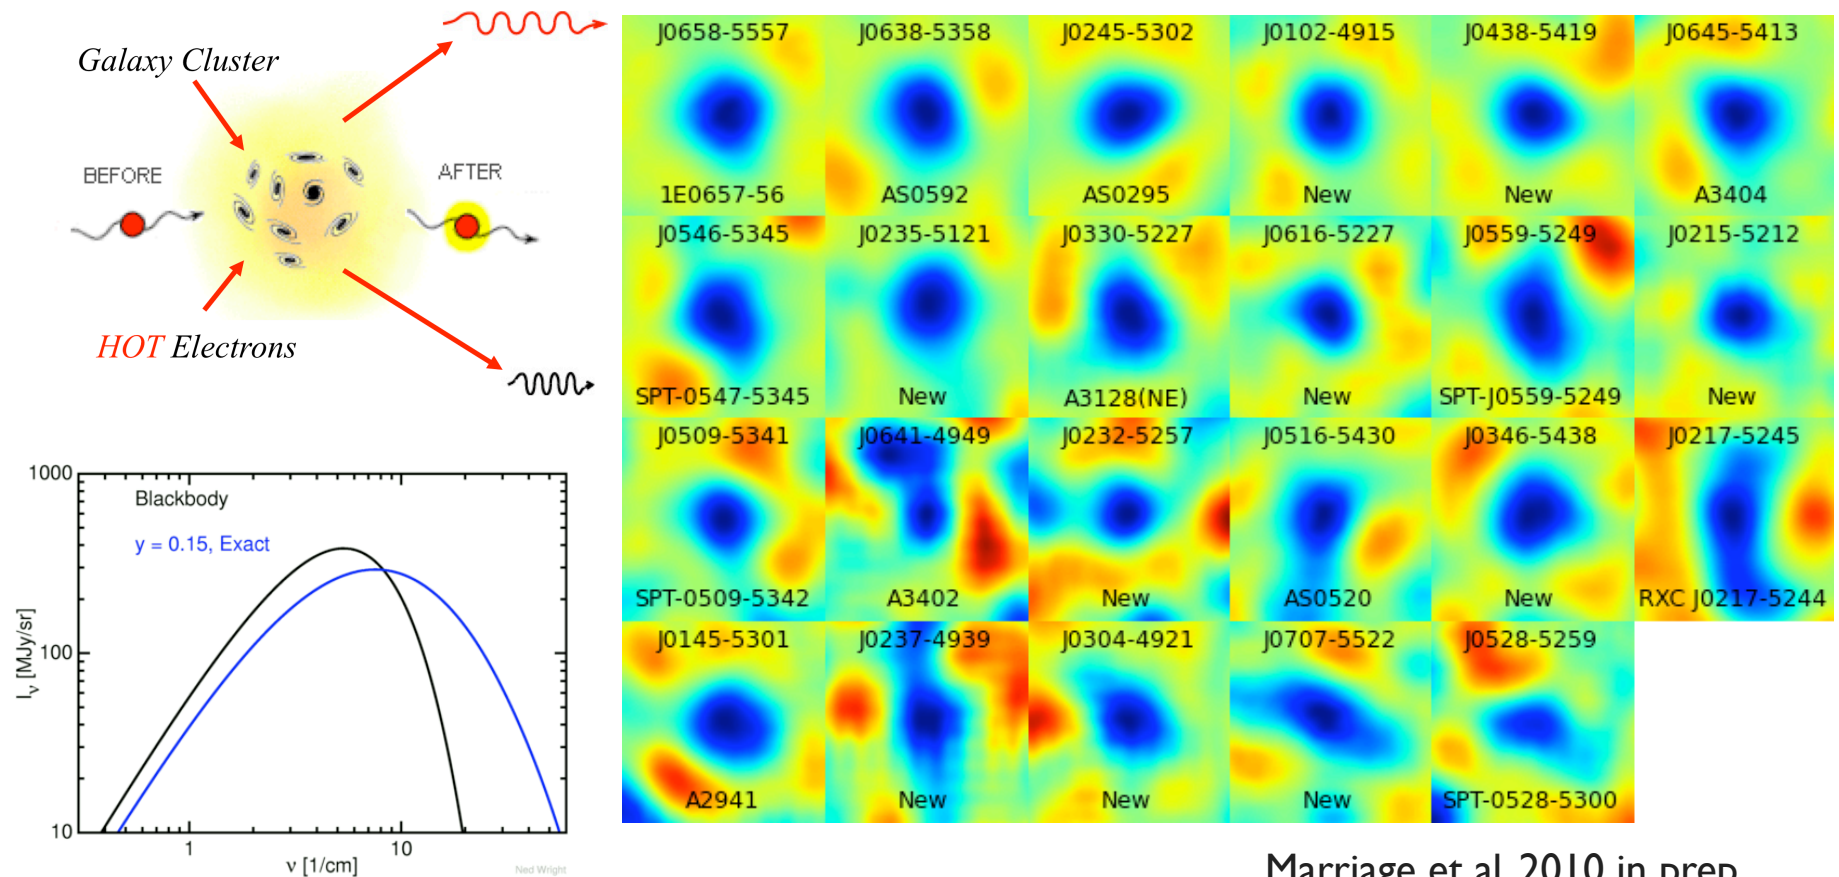 Galaxy Cluster
BEFORE
AFTER
HOT Electrons
1000
Blackbody
y = 0.15, Exact
Iν [MJy/sr]
100
10
1
10
ν [1/cm]
Ned Wright
J0658-5557
J0638-5358
J0245-5302
J0102-4915
J0438-5419
J0645-5413
1E0657-56
AS0592
AS0295
New
New
A3404
J0546-5345
J0235-5121
J0330-5227
J0616-5227
J0559-5249
J0215-5212
SPT-0547-5345
New
A3128(NE)
New
SPT-J0559-5249
New
J0509-5341
J0641-4949
J0232-5257
J0516-5430
J0346-5438
J0217-5245
SPT-0509-5342
A3402
New
AS0520
New
RXC J0217-5244
J0145-5301
J0237-4939
J0304-4921
J0707-5522
J0528-5259
A2941
New
New
New
SPT-0528-5300
Marriage et al 2010 in prep